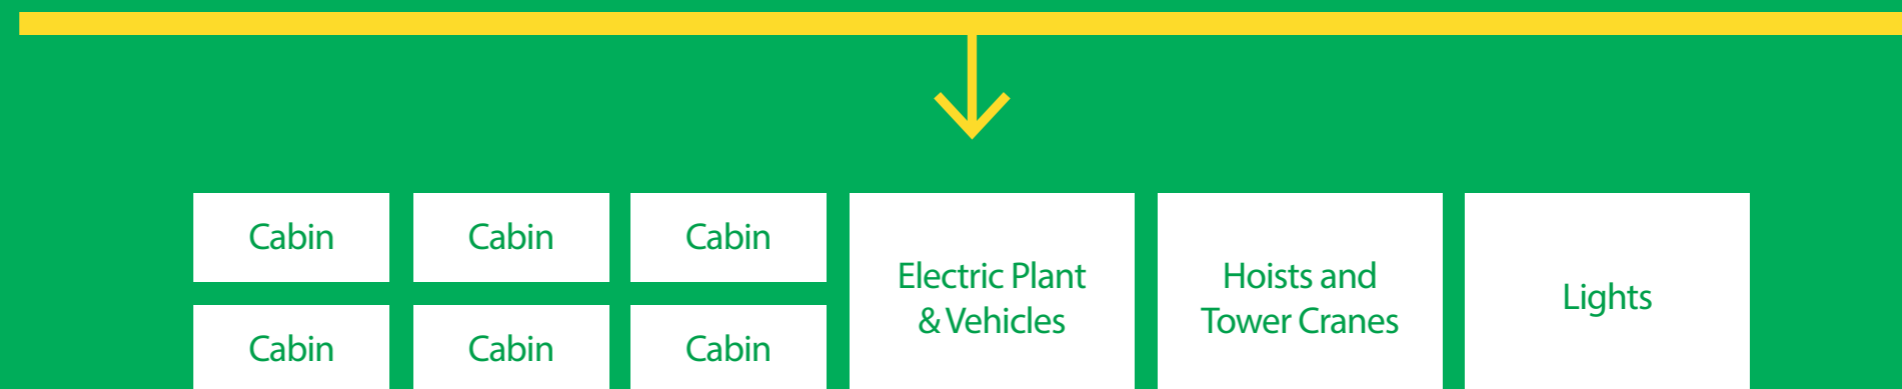 Cabin
Cabin
Cabin
Cabin
Cabin
Cabin
Electric Plant
& Vehicles
Hoists and
Tower Cranes
Lights